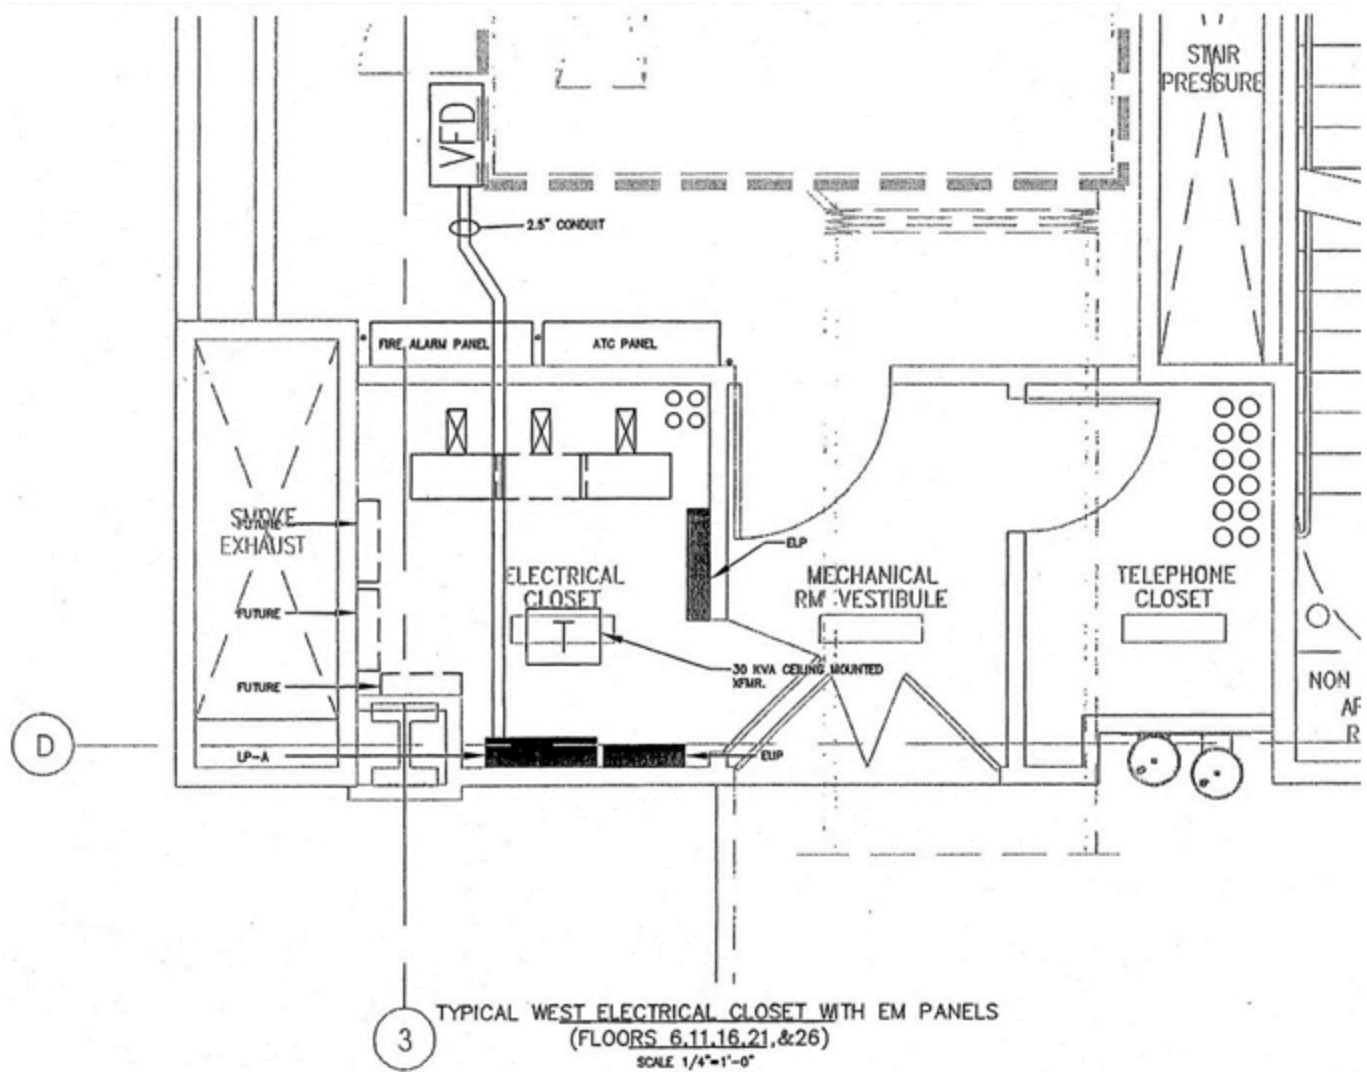 STAIR
PRESSURE
VFD
2.5" CONDUIT
FIRE ALARM PANEL
ATC PANEL
SMOKE
EXHAUST
FUTURE
FUTURE
FUTURE
ELECTRICAL
CLOSET
T
ELP
MECHANICAL
RM VESTIBULE
TELEPHONE
CLOSET
30 KVA CEILING MOUNTED
XFMR.
NON
AF
R
D
LP-A
EUP
3
TYPICAL WEST ELECTRICAL CLOSET WITH EM PANELS
(FLOORS 6,11,16,21,&26)
SCALE 1/4"=1'-0"